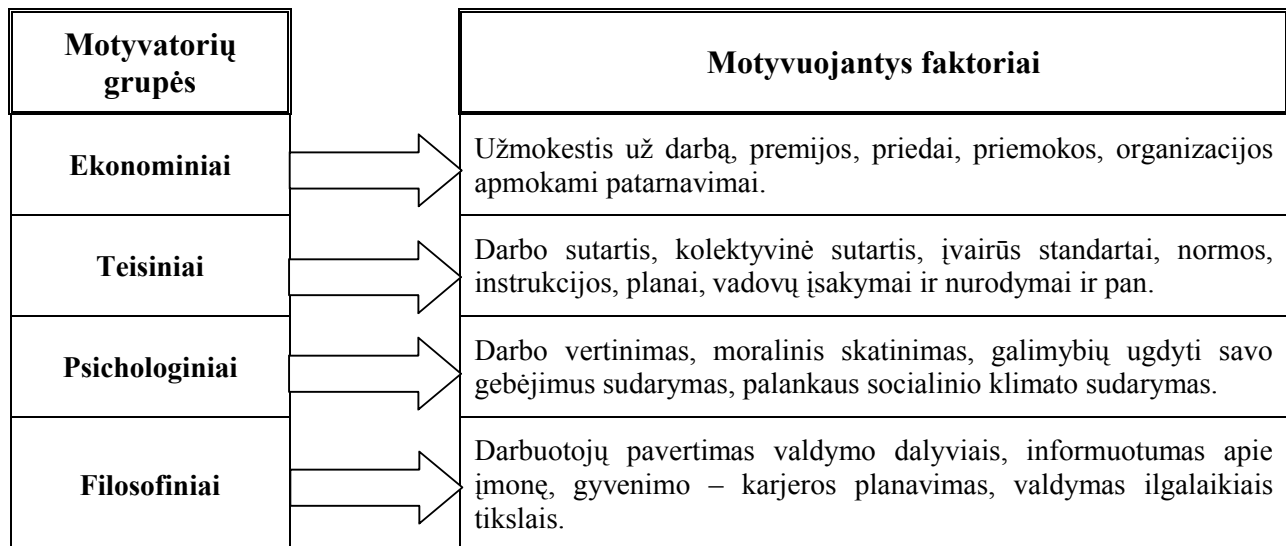 Motyvatorių
grupės
Motyvuojantys faktoriai
Ekonominiai
Užmokestis už darbą, premijos, priedai, priemokos, organizacijos
apmokami patarnavimai.
Teisiniai
Darbo sutartis, kolektyvinė sutartis, įvairūs standartai, normos,
instrukcijos, planai, vadovų įsakymai ir nurodymai ir pan.
Psichologiniai
Darbo vertinimas, moralinis skatinimas, galimybių ugdyti savo
gebėjimus sudarymas, palankaus socialinio klimato sudarymas.
Filosofiniai
Darbuotojų pavertimas valdymo dalyviais, informuotumas apie
įmonę, gyvenimo – karjeros planavimas, valdymas ilgalaikiais
tikslais.